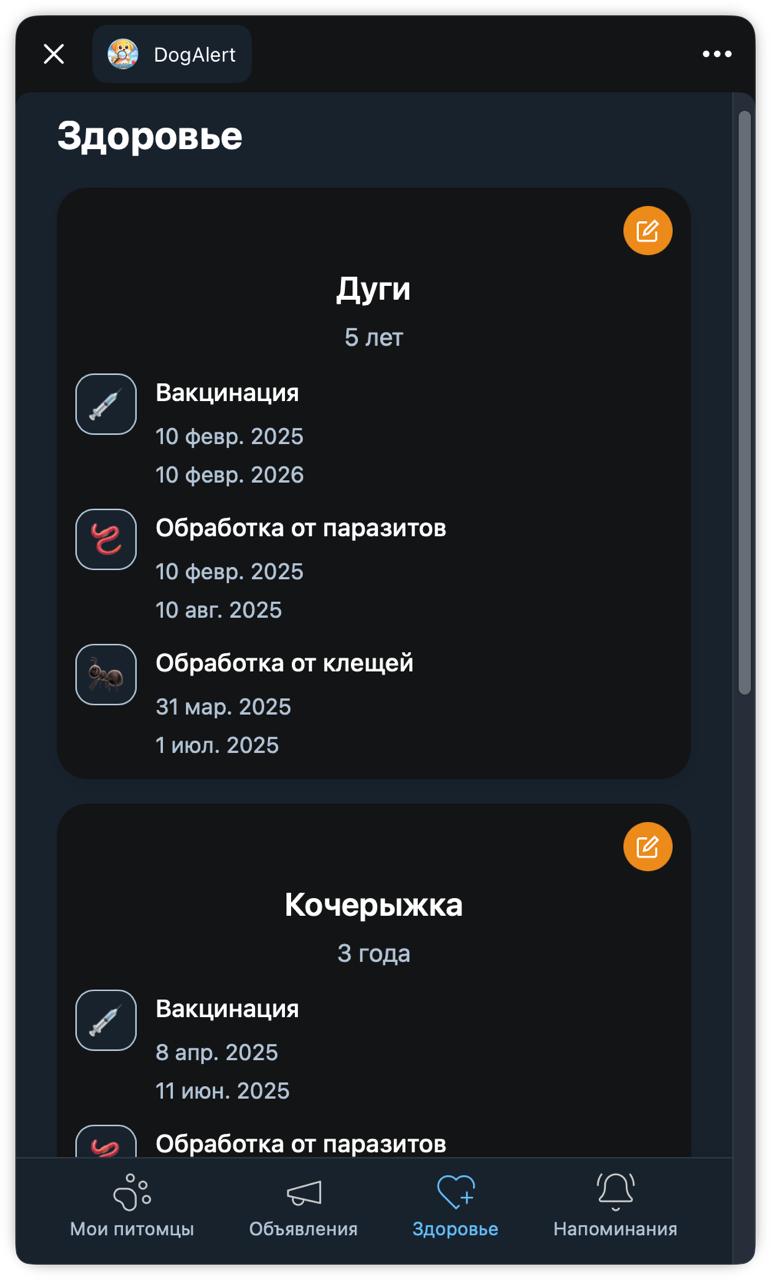 DogAlert
Здоровье
Дуги
5 лет
Вакцинация
10 февр. 2025
10 февр. 2026
Обработка от паразитов
10 февр. 2025
10 авг. 2025
Обработка от клещей
31 мар. 2025
1 июл. 2025
Кочерыжка
3 года
Вакцинация
8 апр. 2025
11 июн. 2025
Обработка от паразитов
Мои питомцы
Объявления
Здоровье
Напоминания